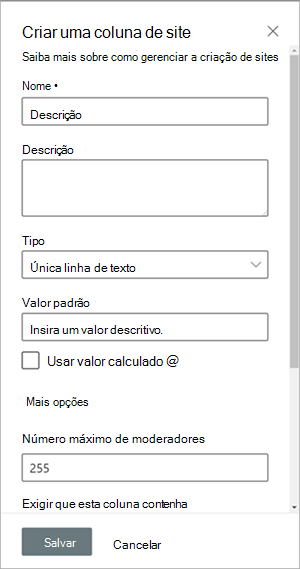 Criar uma coluna de site
Saiba mais sobre como gerenciar a criação de sites
Nome •
Descrição
Descrição
Tipo
Única linha de texto
Valor padrão
Insira um valor descritivo.
Usar valor calculado @
Mais opções
Número máximo de moderadores
255
Exigir que esta coluna contenha
Salvar
Cancelar